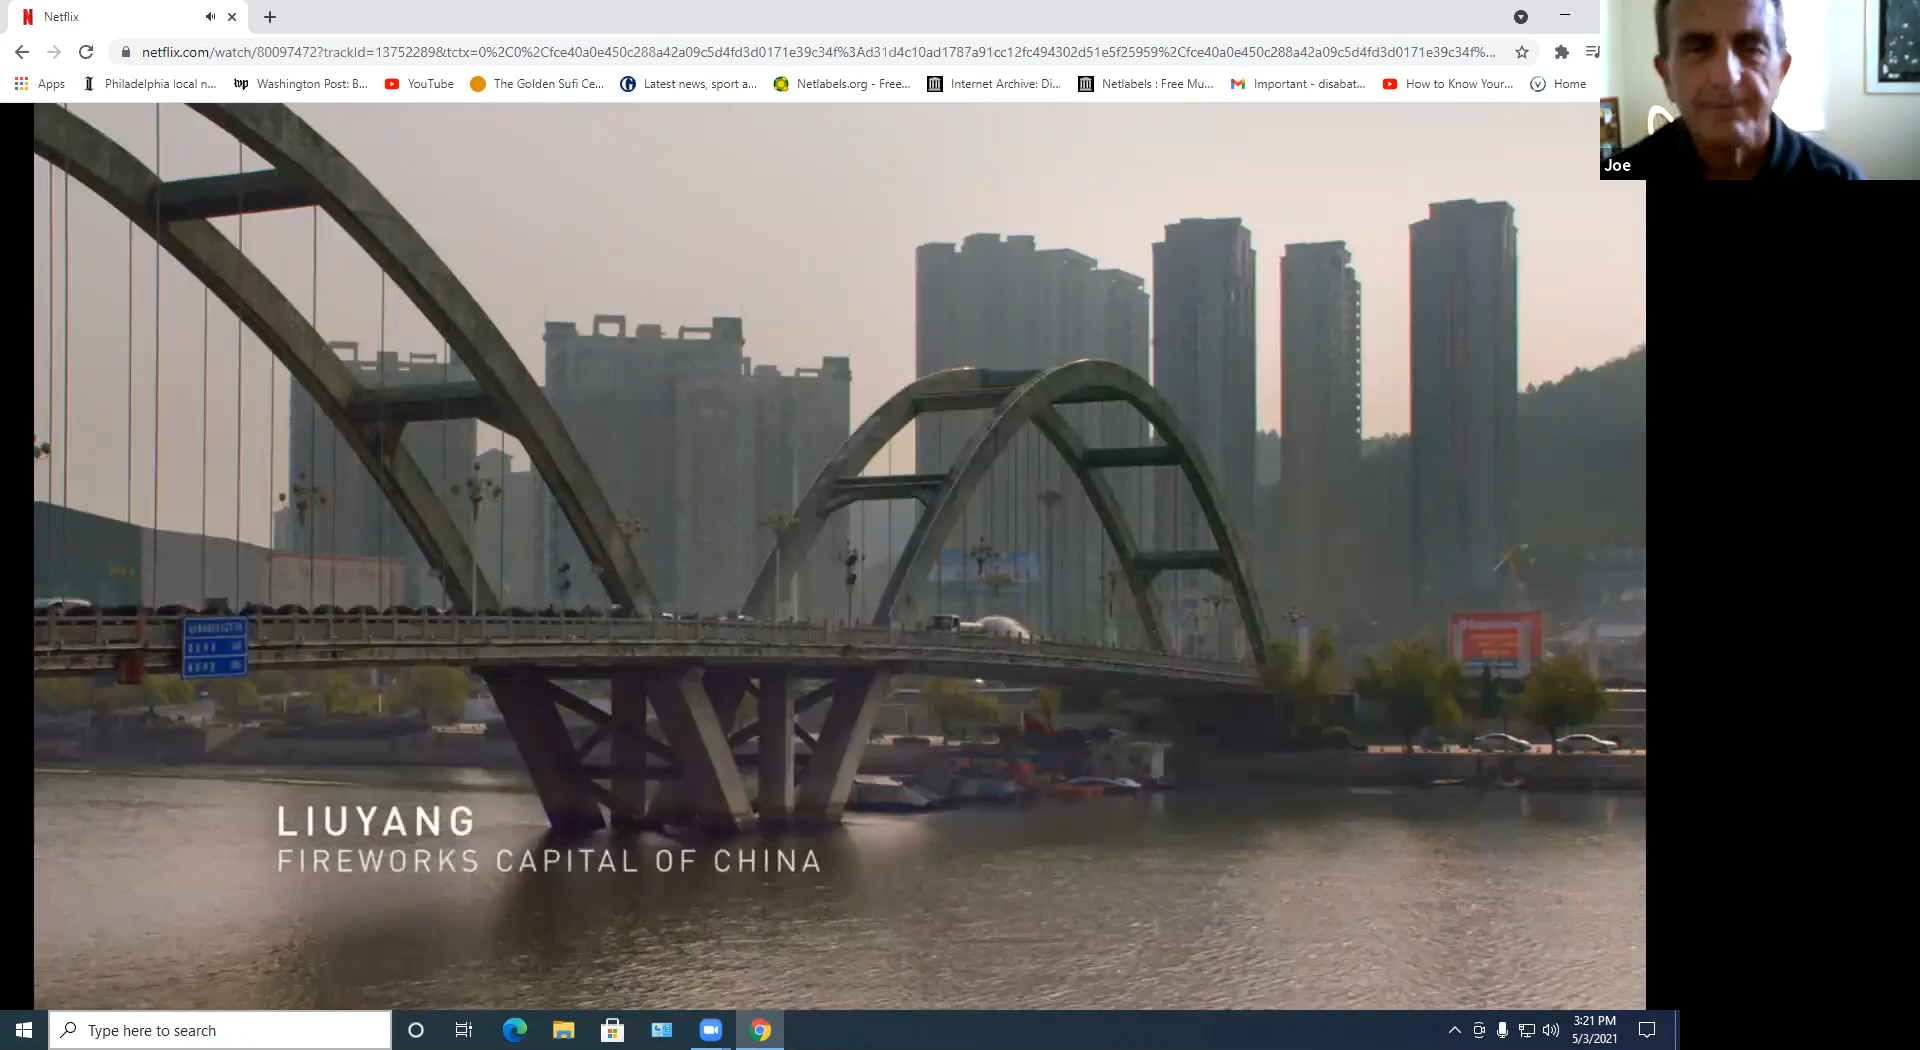 Netflix
netflix.com/watch/80097472?trackId=13752289&tctx=0%2C0%2Cfce40a0e450c288a42a09c5d4fd3d0171e39c34f%3Ad31d4c10ad1787a91cc12fc494302d51e5f25959%2Cfce40a0e450c288a42a09c5d4fd3d0171e39c34f%...
Apps Philadelphia local n... wp Washington Post: B... YouTube The Golden Sufi Ce... Latest news, sport a... Netlabels.org - Free... Internet Archive: Di... Netlabels : Free Mu... Important - disabat... How to Know Your... Home
Joe
LIUYANG
FIREWORKS CAPITAL OF CHINA
Type here to search
3:21 PM
5/3/2021